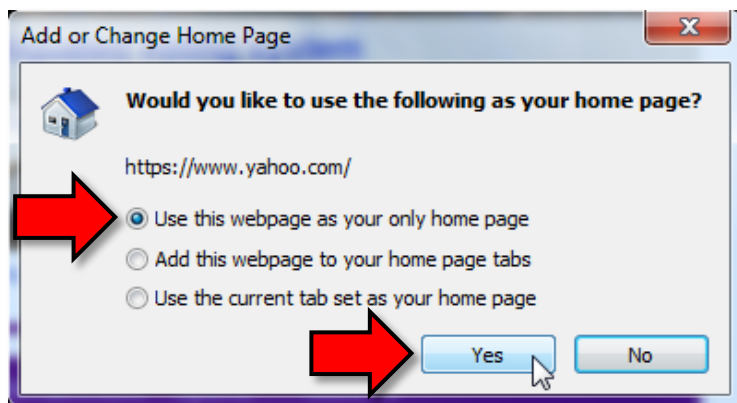 Add or Change Home Page
Would you like to use the following as your home page?
https://www.yahoo.com/
Use this webpage as your only home page
Add this webpage to your home page tabs
Use the current tab set as your home page
Yes
No